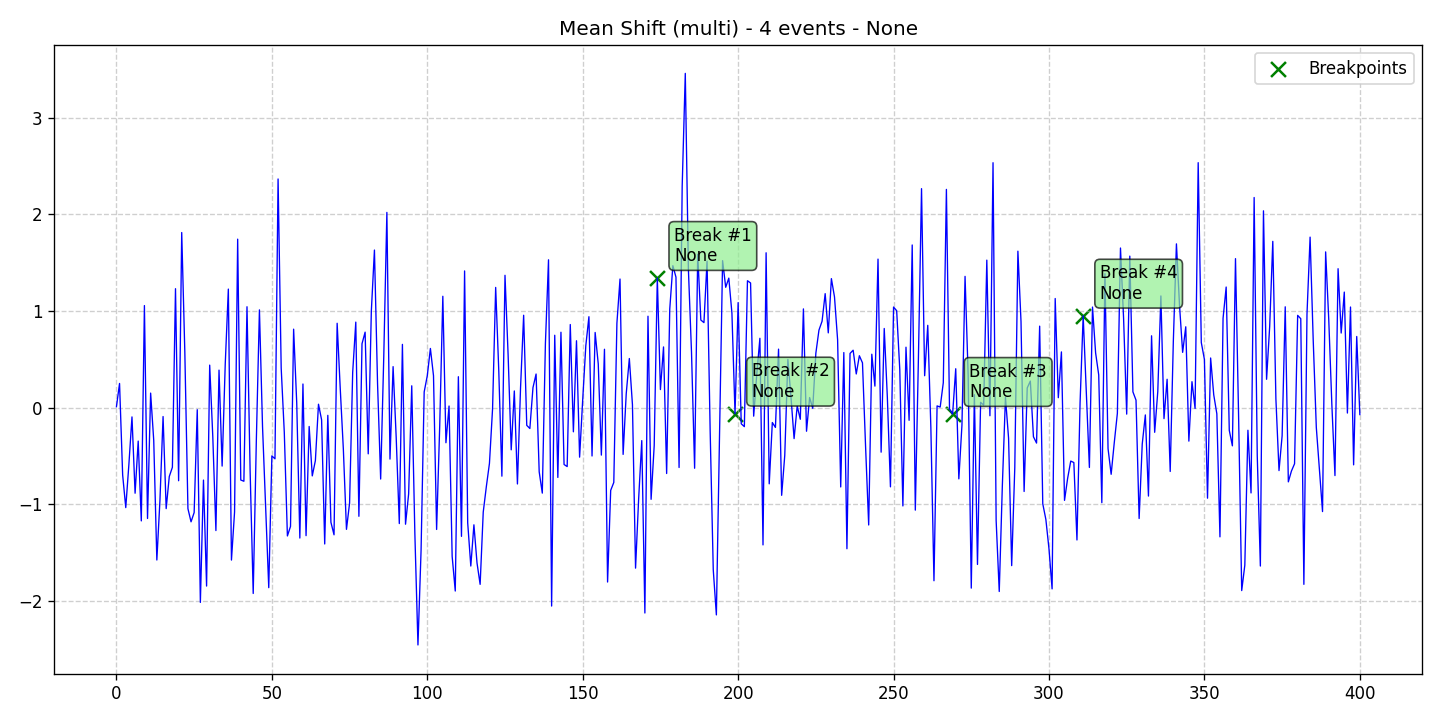 Mean Shift (multi) - 4 events - None
Breakpoints
Break #1
None
Break #2
None
Break #3
None
Break #4
None
3
2
1
0
−1
−2
0
50
100
150
200
250
300
350
400